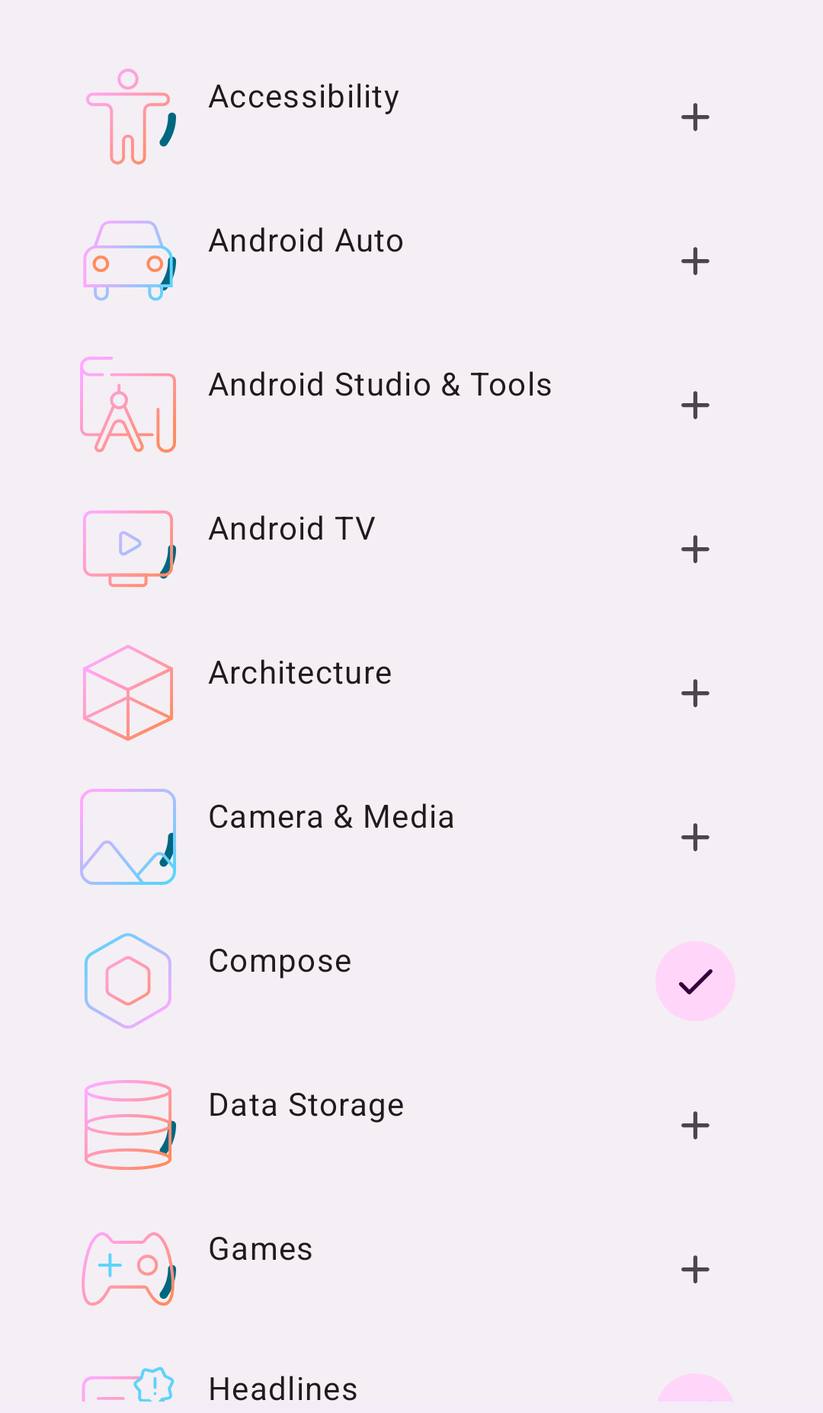 Accessibility
Android Auto
Android Studio & Tools
Android TV
Architecture
Camera & Media
Compose
Data Storage
Games
Headlines